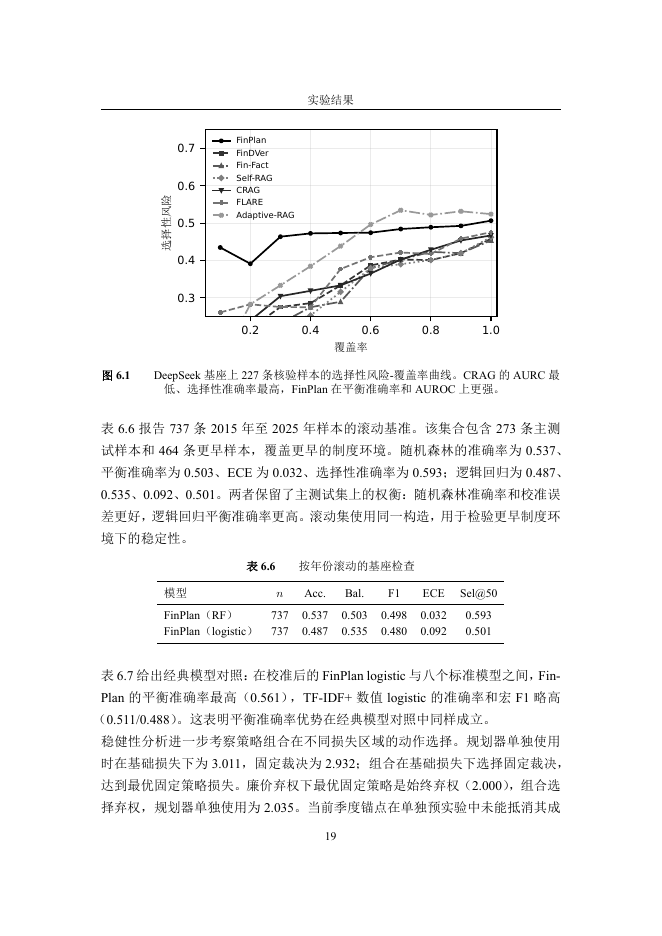 实验结果
FinPlan
FinDVer
Fin-Fact
Self-RAG
CRAG
FLARE
Adaptive-RAG
0.7
0.6
0.5
0.4
0.3
选择性风险
0.2 0.4 0.6 0.8 1.0
覆盖率
图 6.1 DeepSeek 基座上 227 条核验样本的选择性风险-覆盖率曲线。CRAG 的 AURC 最
低、选择性准确率最高，FinPlan 在平衡准确率和 AUROC 上更强。
表 6.6 报告 737 条 2015 年至 2025 年样本的滚动基准。该集合包含 273 条主测
试样本和 464 条更早样本，覆盖更早的制度环境。随机森林的准确率为 0.537、
平衡准确率为 0.503、ECE 为 0.032、选择性准确率为 0.593；逻辑回归为 0.487、
0.535、0.092、0.501。两者保留了主测试集上的权衡：随机森林准确率和校准误
差更好，逻辑回归平衡准确率更高。滚动集使用同一构造，用于检验更早制度环
境下的稳定性。
表 6.6 按年份滚动的基座检查
模型 n Acc. Bal. F1 ECE Sel@50
FinPlan（RF） 737 0.537 0.503 0.498 0.032 0.593
FinPlan（logistic） 737 0.487 0.535 0.480 0.092 0.501
表 6.7 给出经典模型对照：在校准后的 FinPlan logistic 与八个标准模型之间，Fin-
Plan 的平衡准确率最高（0.561），TF-IDF+ 数值 logistic 的准确率和宏 F1 略高
（0.511/0.488）。这表明平衡准确率优势在经典模型对照中同样成立。
稳健性分析进一步考察策略组合在不同损失区域的动作选择。规划器单独使用
时在基础损失下为 3.011，固定裁决为 2.932；组合在基础损失下选择固定裁决，
达到最优固定策略损失。廉价弃权下最优固定策略是始终弃权（2.000），组合选
择弃权，规划器单独使用为 2.035。当前季度锚点在单独预实验中未能抵消其成
19